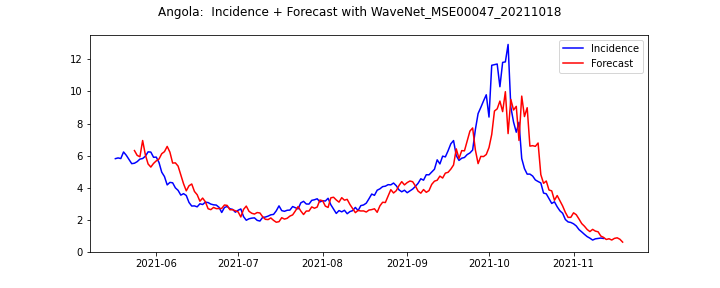 Angola:  Incidence + Forecast with WaveNet_MSE00047_20211018
Incidence
Forecast
12
10
8
6
4
2
0
2021-06 2021-07 2021-08 2021-09 2021-10 2021-11